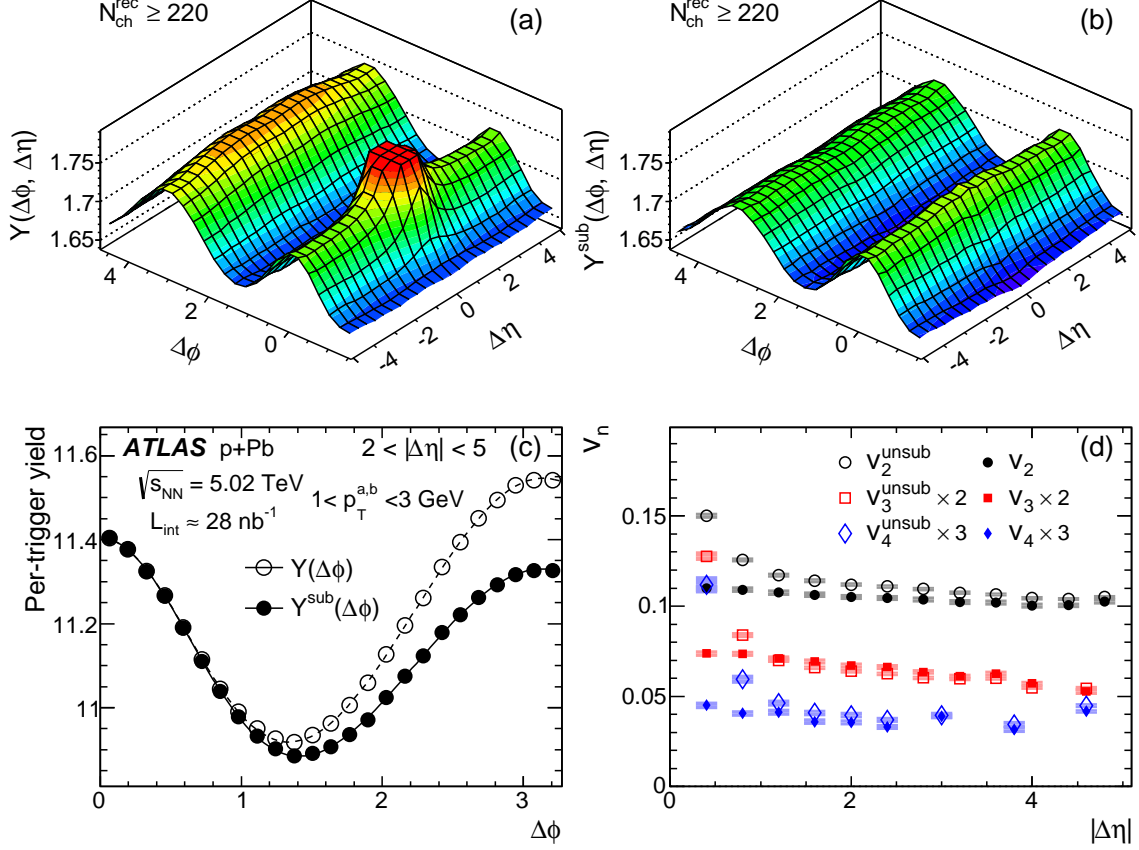 N_ch^rec ≥ 220
(a)
Y(Δφ, Δη)
1.75
1.7
1.65
4
2
0
Δφ
-4
-2
0
2
4
Δη
N_ch^rec ≥ 220
(b)
Y^sub(Δφ, Δη)
1.75
1.7
1.65
4
2
0
Δφ
-4
-2
0
2
4
Δη
Per-trigger yield
11.6
11.4
11.2
11
ATLAS p+Pb
2 < |Δη| < 5
(c)
√s_NN = 5.02 TeV
1< p_T^a,b <3 GeV
L_int ≈ 28 nb^-1
Y(Δφ)
Y^sub(Δφ)
0
1
2
3
Δφ
v_n
(d)
0.15
0.1
0.05
0
v_2^unsub
v_2
v_3^unsub × 2
v_3 × 2
v_4^unsub × 3
v_4 × 3
0
2
4
|Δη|